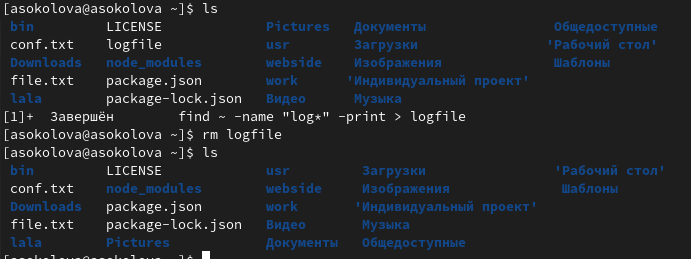 [asokolova@asokolova ~]$ ls
bin LICENSE Pictures Документы Общедоступные
conf.txt logfile usr Загрузки 'Рабочий стол'
Downloads node_modules webside Изображения Шаблоны
file.txt package.json work 'Индивидуальный проект'
lala package-lock.json Видео Музыка
[1]+ Завершён find ~ -name "log*" -print > logfile
[asokolova@asokolova ~]$ rm logfile
[asokolova@asokolova ~]$ ls
bin LICENSE usr Загрузки 'Рабочий стол'
conf.txt node_modules webside Изображения Шаблоны
Downloads package.json work 'Индивидуальный проект'
file.txt package-lock.json Видео Музыка
lala Pictures Документы Общедоступные
[asokolova@asokolova ~]$